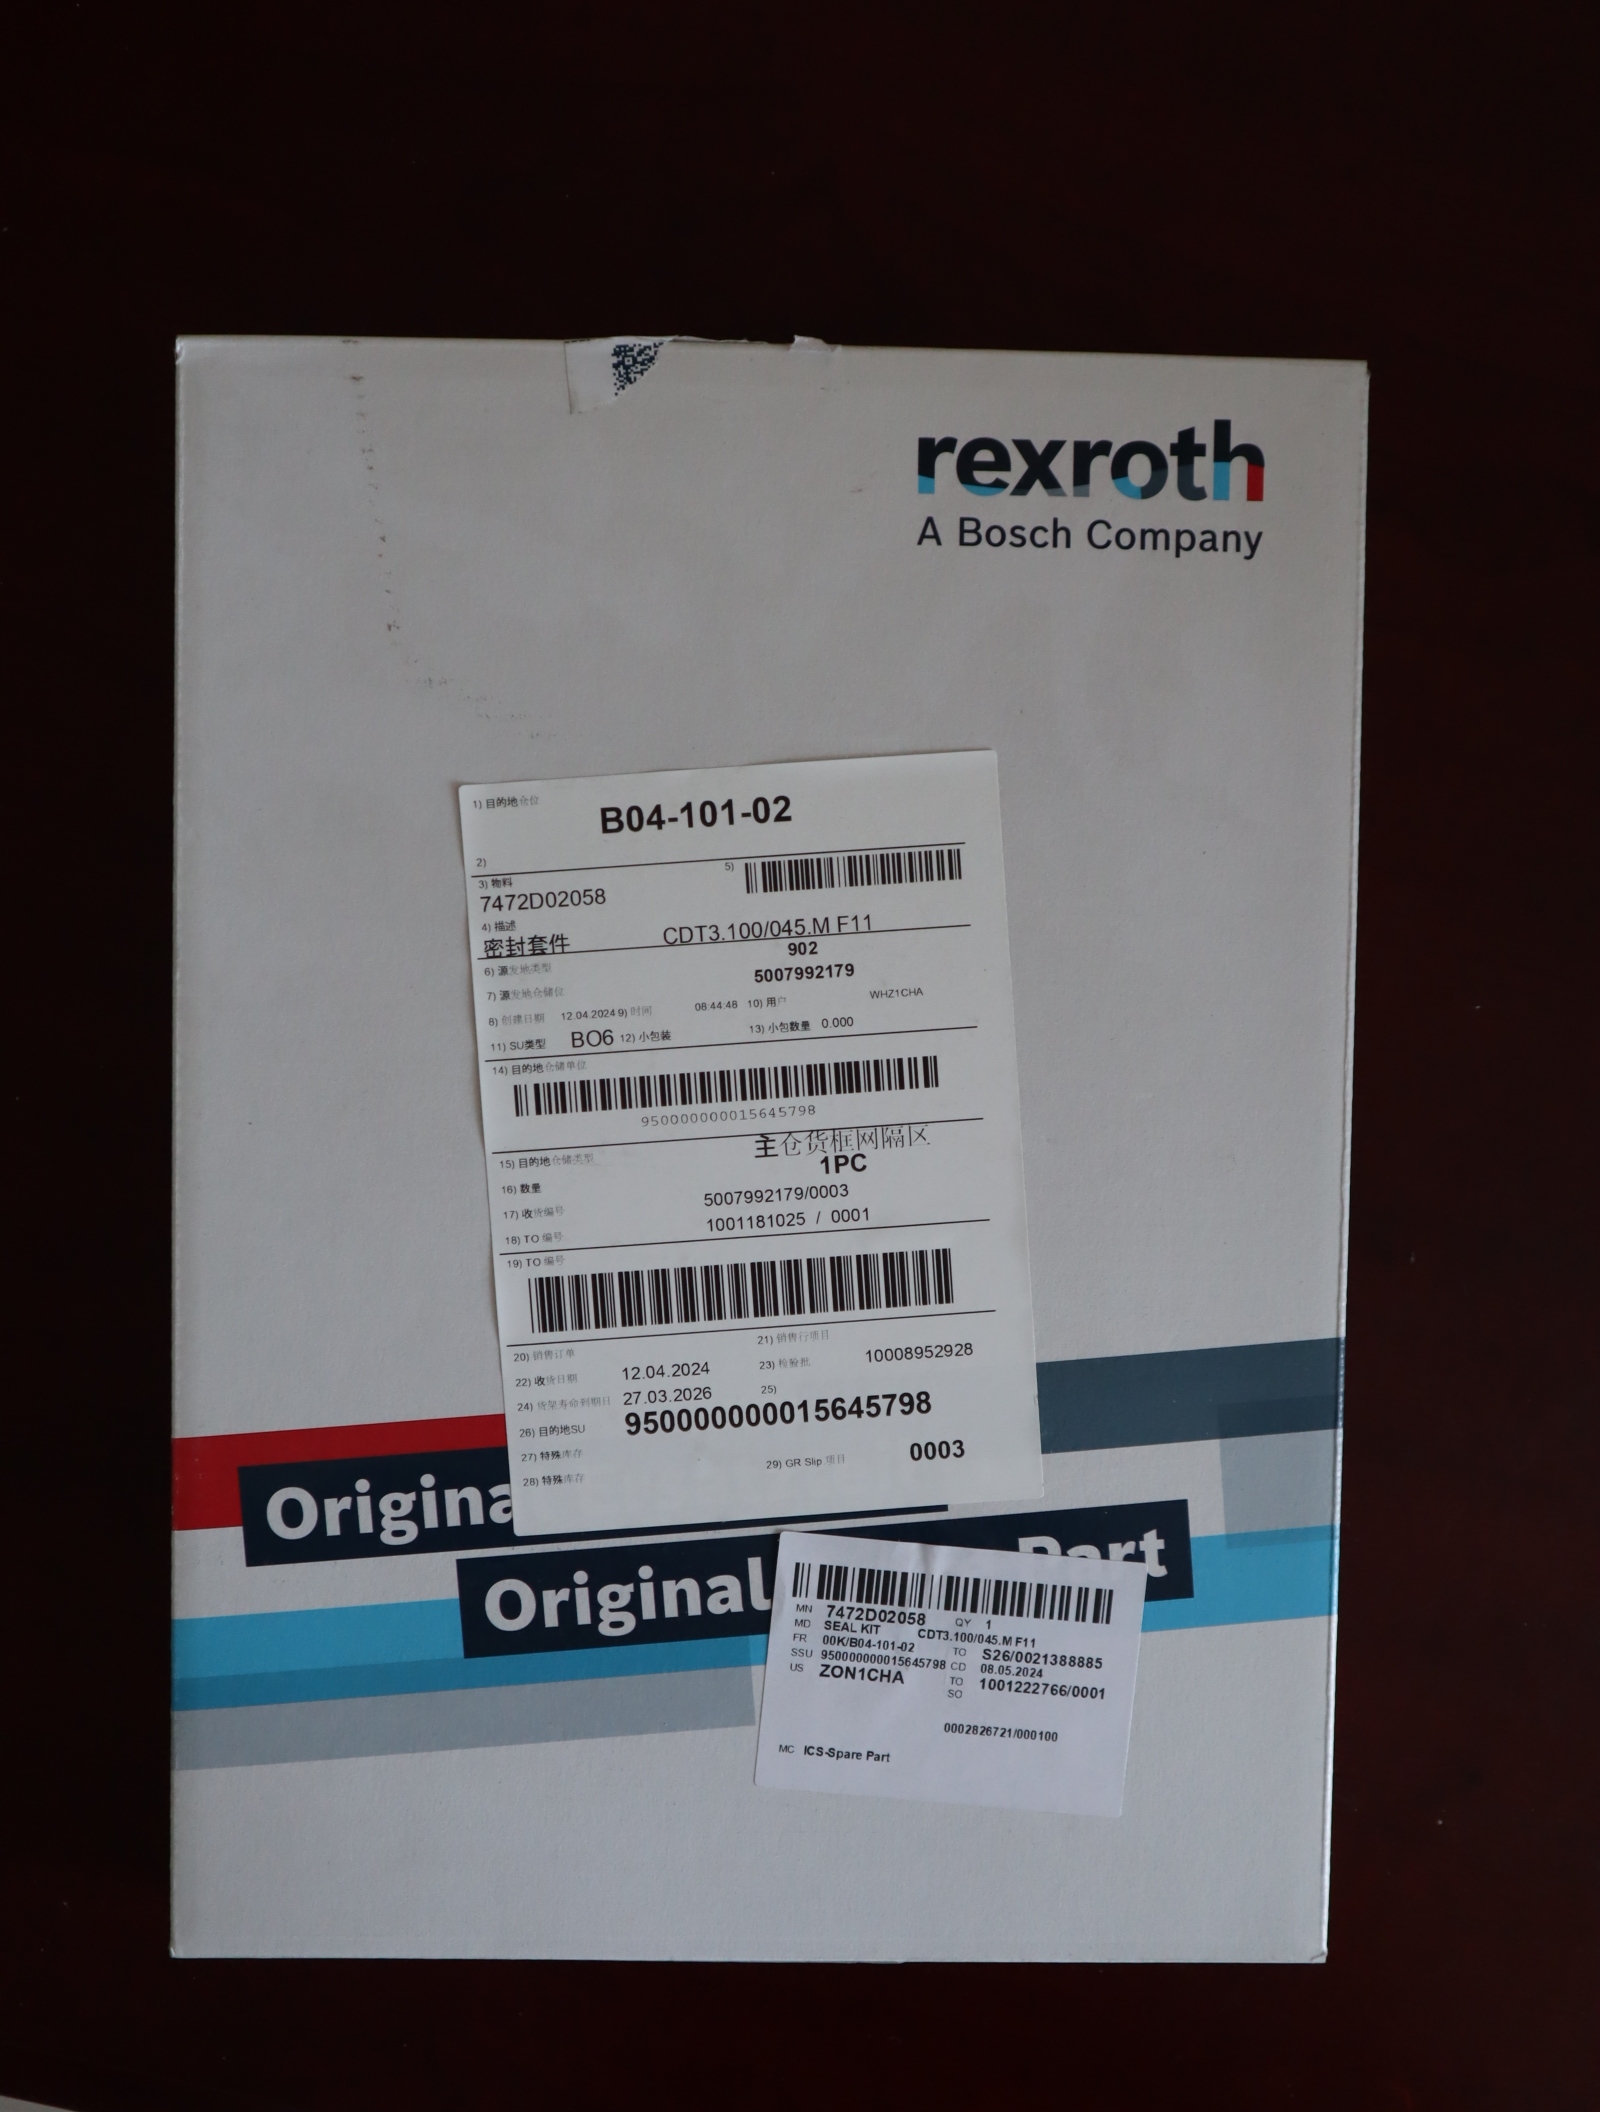 rexroth
A Bosch Company
1) 目的地仓位
B04-101-02
2)
3) 物料
5)
7472D02058
4) 描述
密封套件 CDT3.100/045.M F11
6) 源发地类型 902
7) 源发地仓储位 5007992179
8) 创建日期 12.04.2024 9) 时间 08:44:48 10) 用户 WHZ1CHA
11) SU类型 BO6 12) 小包装 13) 小包数量 0.000
14) 目的地仓储单位
950000000015645798
15) 目的地仓储类型 主仓货框网隔区
16) 数量 1PC
17) 收货编号 5007992179/0003
18) TO 编号 1001181025 / 0001
19) TO 编号
20) 销售订单 21) 销售行项目
22) 收货日期 12.04.2024 23) 检验批 10008952928
24) 货架寿命到期日 27.03.2026 25)
26) 目的地SU 950000000015645798
27) 特殊库存
28) 特殊库存 29) GR Slip 项目 0003
Origina
Original Part
MN 7472D02058 QY 1
MD SEAL KIT CDT3.100/045.M F11
FR 00K/B04-101-02 TO S26/0021388885
SSU 950000000015645798 CD 08.05.2024
US ZON1CHA TO 1001222766/0001
SO
0002826721/000100
MC ICS-Spare Part